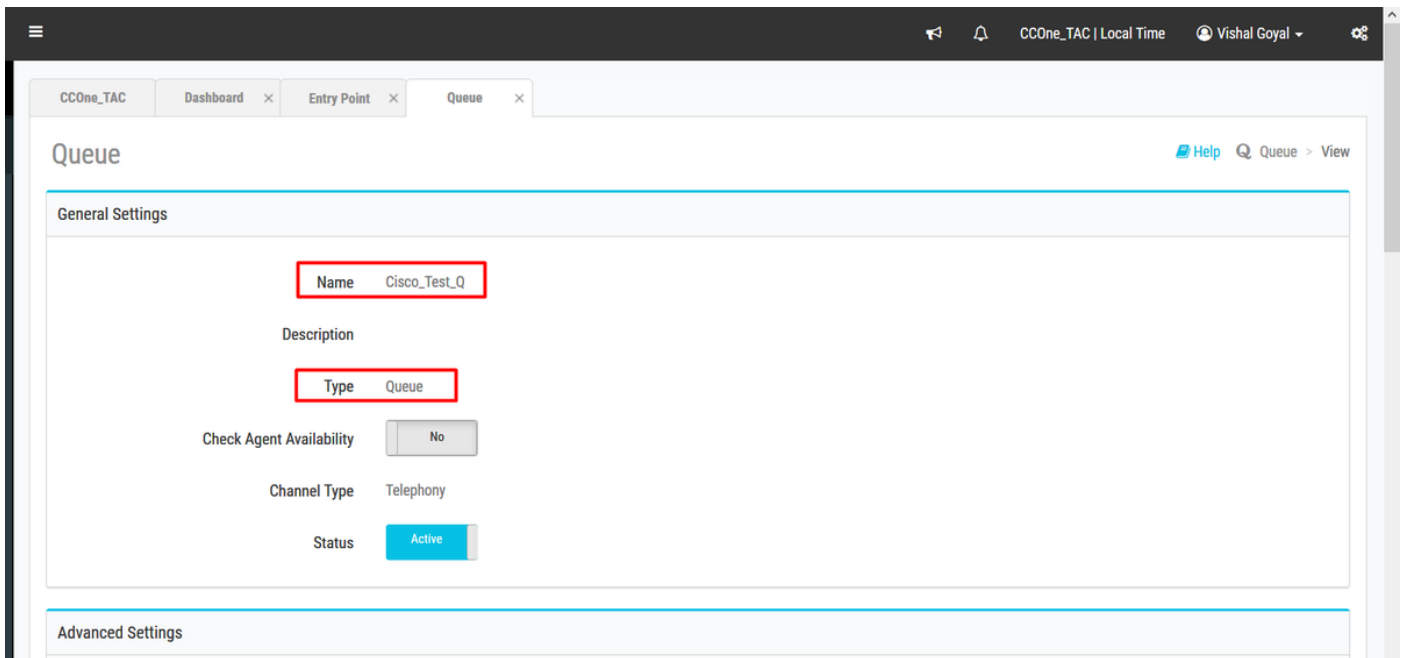 CCOne_TAC | Local Time Vishal Goyal
CCOne_TAC Dashboard × Entry Point × Queue ×
Queue
Help Q Queue > View
General Settings
Name Cisco_Test_Q
Description
Type Queue
Check Agent Availability No
Channel Type Telephony
Status Active
Advanced Settings